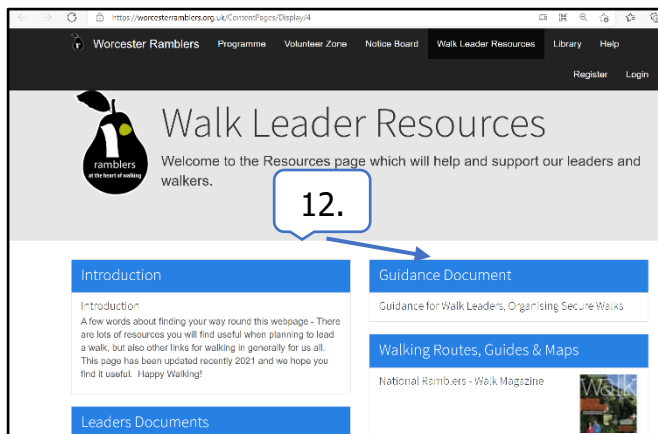 https://worcesterramblers.org.uk/ContentPages/Display/4
Worcester Ramblers Programme Volunteer Zone Notice Board Walk Leader Resources Library Help
Register Login
ramblers
at the heart of walking
Walk Leader Resources
Welcome to the Resources page which will help and support our leaders and
walkers.
12.
Introduction
Introduction
A few words about finding your way round this webpage - There
are lots of resources you will find useful when planning to lead
a walk, but also other links for walking in generally for us all.
This page has been updated recently 2021 and we hope you
find it useful. Happy Walking!
Leaders Documents
Guidance Document
Guidance for Walk Leaders, Organising Secure Walks
Walking Routes, Guides & Maps
National Ramblers - Walk Magazine
Walk